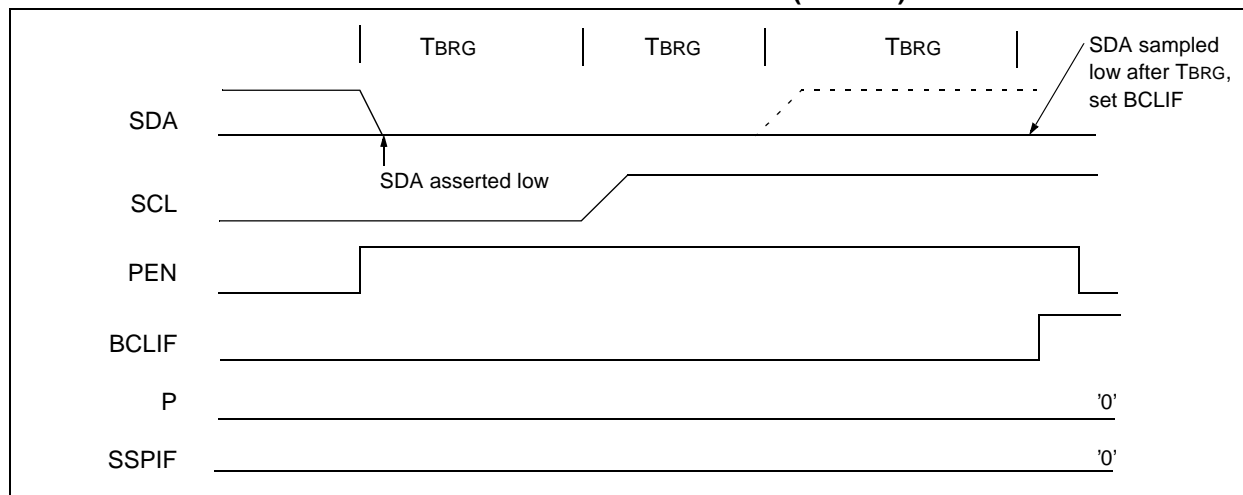 TBRG
TBRG
TBRG
SDA sampled
low after TBRG,
set BCLIF
SDA
SDA asserted low
SCL
PEN
BCLIF
P
'0'
SSPIF
'0'